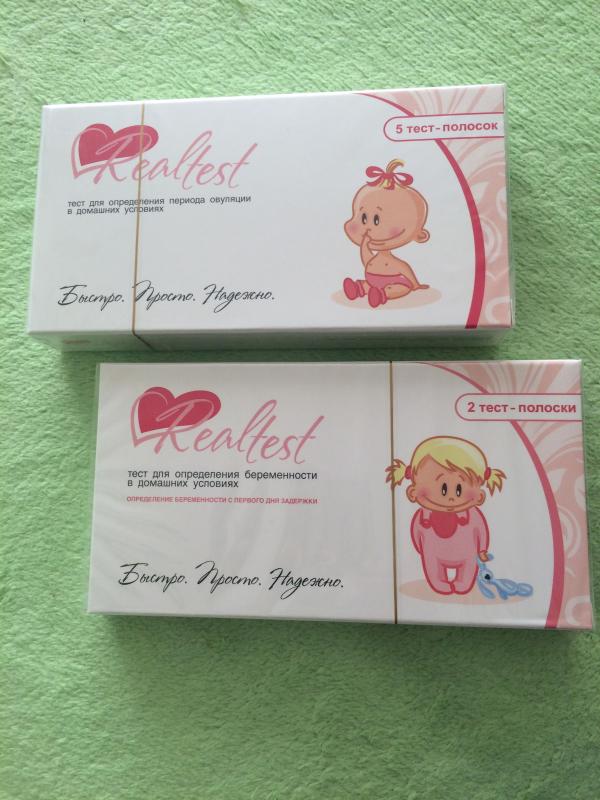 5 тест-полосок
Realtest
тест для определения периода овуляции
в домашних условиях
Быстро. Просто. Надежно.
2 тест-полоски
Realtest
тест для определения беременности
в домашних условиях
ОПРЕДЕЛЕНИЕ БЕРЕМЕННОСТИ С ПЕРВОГО ДНЯ ЗАДЕРЖКИ
Быстро. Просто. Надежно.